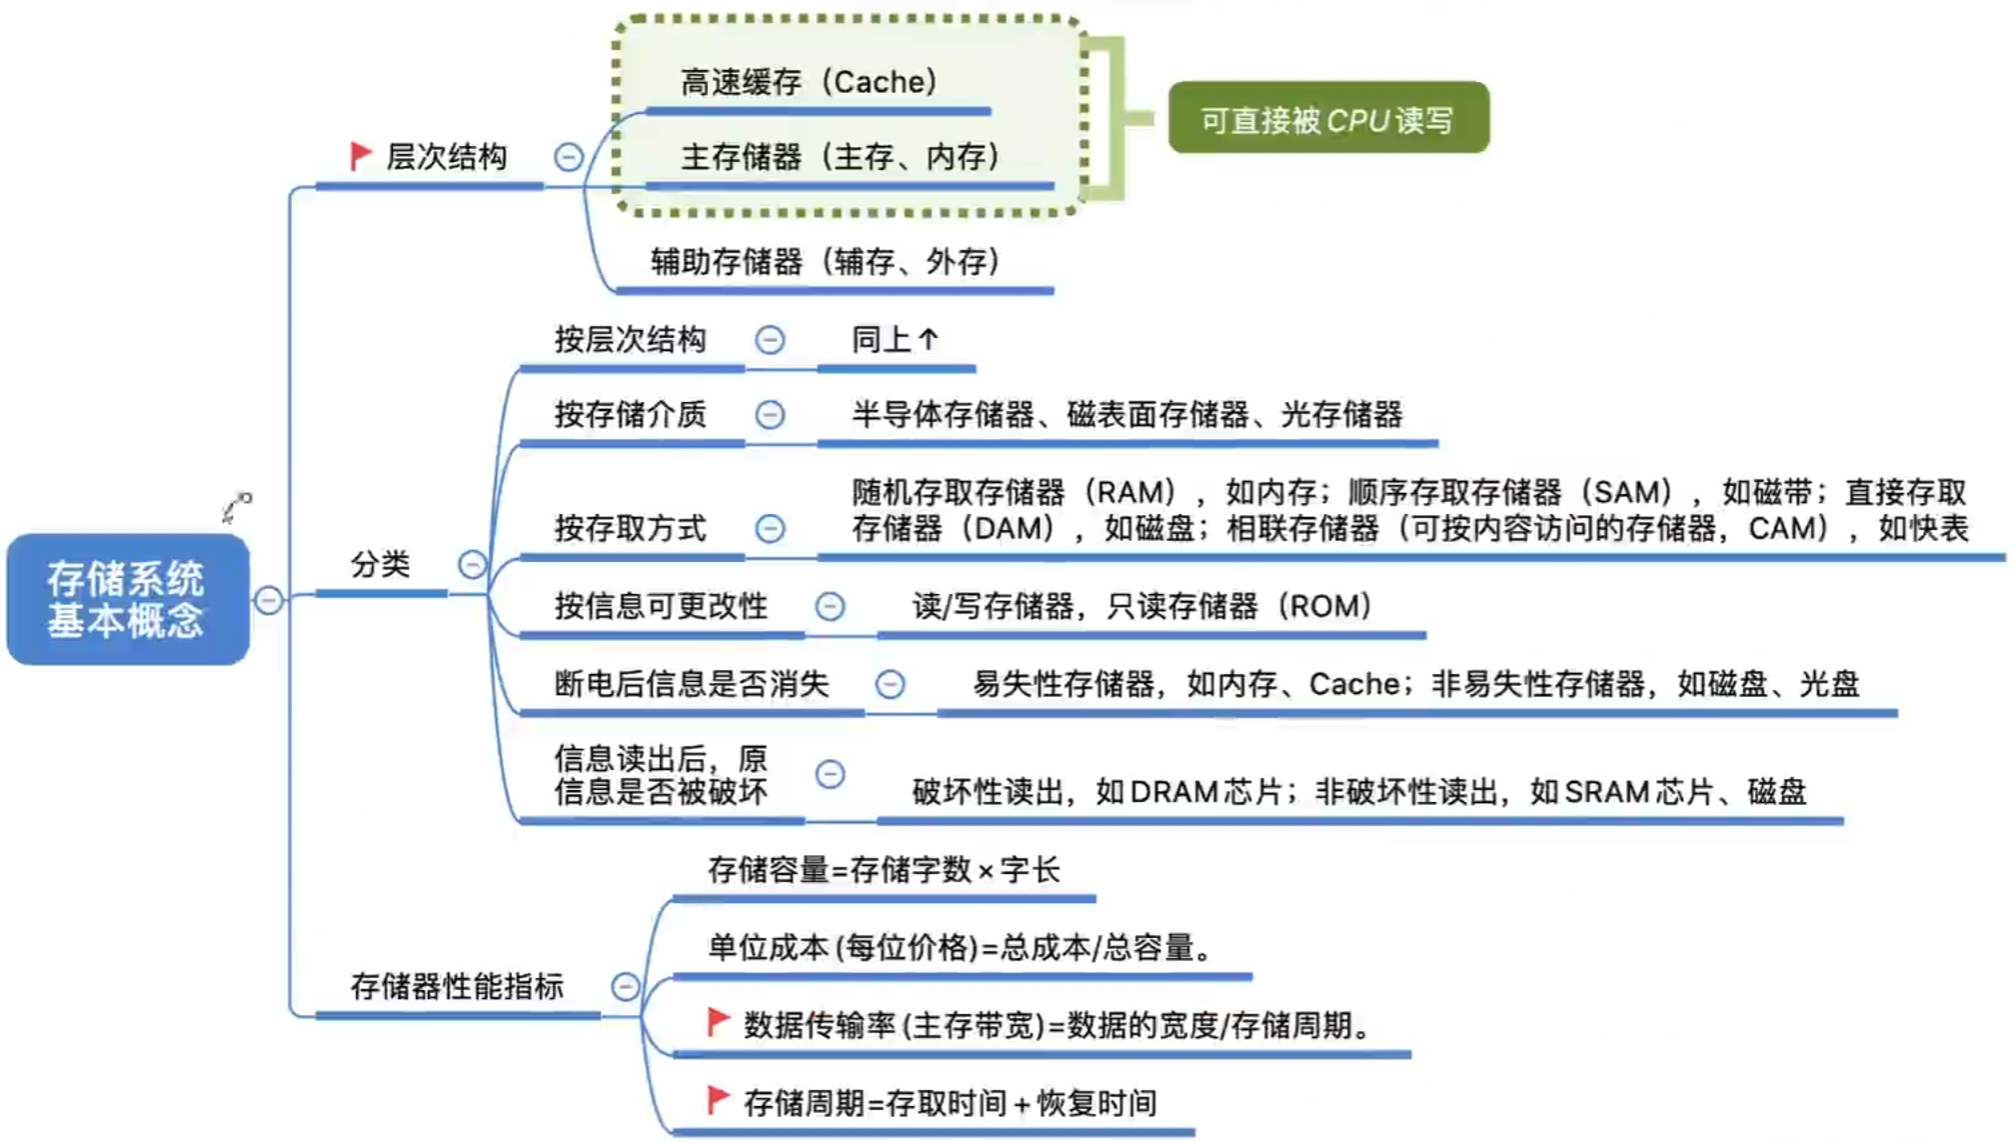 存储系统
基本概念
层次结构
高速缓存（Cache）
主存储器（主存、内存）
可直接被CPU读写
辅助存储器（辅存、外存）
分类
按层次结构
同上↑
按存储介质
半导体存储器、磁表面存储器、光存储器
按存取方式
随机存取存储器（RAM），如内存；顺序存取存储器（SAM），如磁带；直接存取
存储器（DAM），如磁盘；相联存储器（可按内容访问的存储器，CAM），如快表
按信息可更改性
读/写存储器，只读存储器（ROM）
断电后信息是否消失
易失性存储器，如内存、Cache；非易失性存储器，如磁盘、光盘
信息读出后，原
信息是否被破坏
破坏性读出，如DRAM芯片；非破坏性读出，如SRAM芯片、磁盘
存储器性能指标
存储容量=存储字数×字长
单位成本(每位价格)=总成本/总容量。
数据传输率(主存带宽)=数据的宽度/存储周期。
存储周期=存取时间+恢复时间